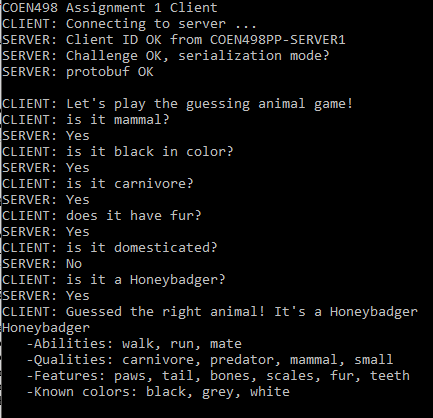 COEN498 Assignment 1 Client
CLIENT: Connecting to server ...
SERVER: Client ID OK from COEN498PP-SERVER1
SERVER: Challenge OK, serialization mode?
SERVER: protobuf OK

CLIENT: Let's play the guessing animal game!
CLIENT: is it mammal?
SERVER: Yes
CLIENT: is it black in color?
SERVER: Yes
CLIENT: is it carnivore?
SERVER: Yes
CLIENT: does it have fur?
SERVER: Yes
CLIENT: is it domesticated?
SERVER: No
CLIENT: is it a Honeybadger?
SERVER: Yes
CLIENT: Guessed the right animal! It's a Honeybadger
Honeybadger
   -Abilities: walk, run, mate
   -Qualities: carnivore, predator, mammal, small
   -Features: paws, tail, bones, scales, fur, teeth
   -Known colors: black, grey, white